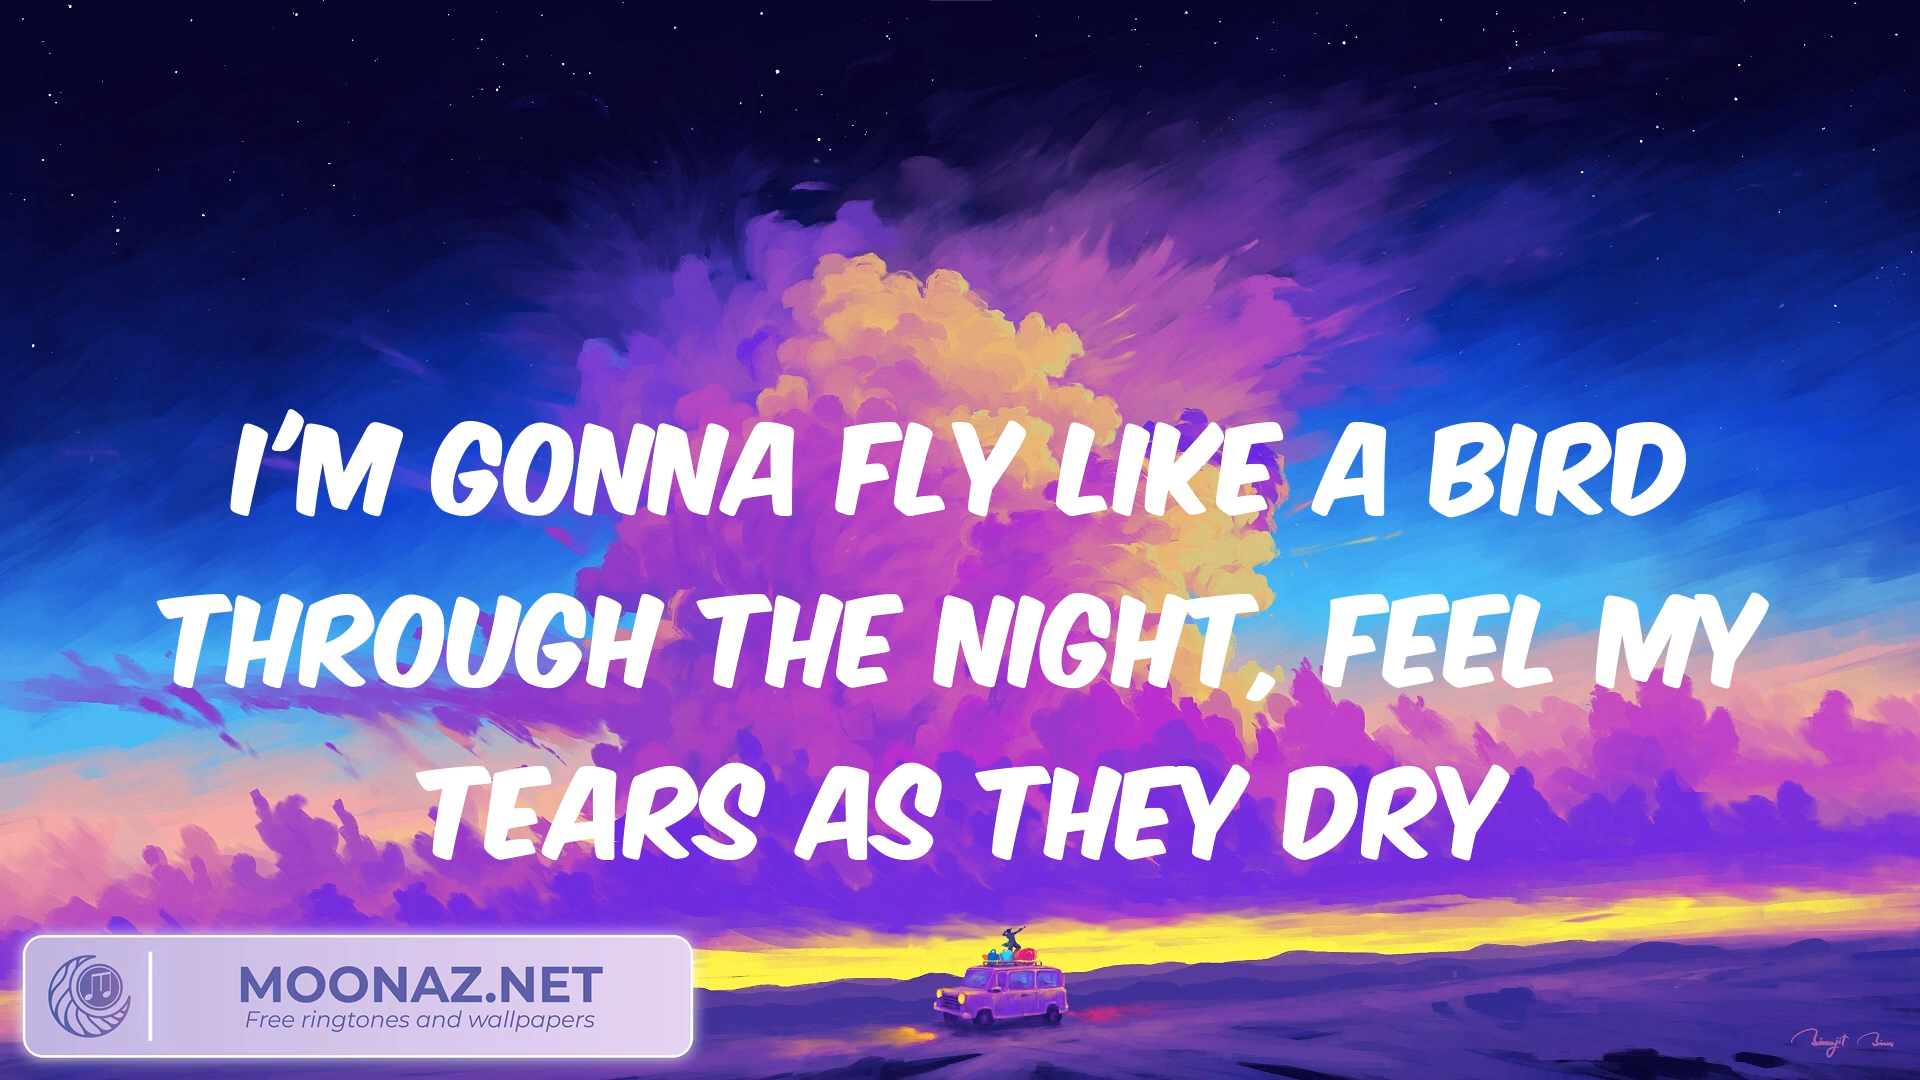 I'M GONNA FLY LIKE A BIRD
THROUGH THE NIGHT, FEEL MY
TEARS AS THEY DRY
MOONAZ.NET
Free ringtones and wallpapers